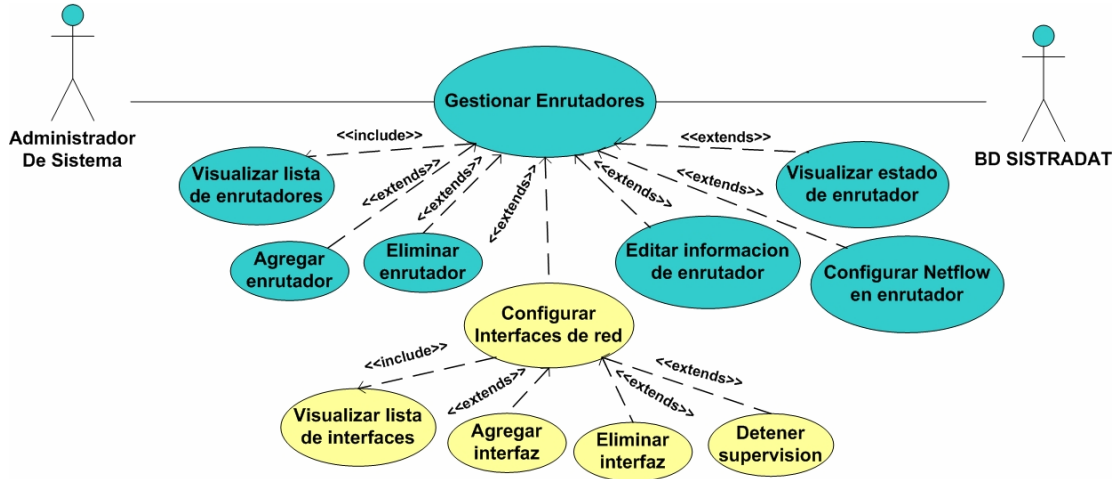 Administrador
De Sistema
Gestionar Enrutadores
BD SISTRADAT
<<include>>
<<extends>>
<<extends>>
<<extends>>
<<extends>>
<<extends>>
<<extends>>
Visualizar lista
de enrutadores
Agregar
enrutador
Eliminar
enrutador
Editar informacion
de enrutador
Visualizar estado
de enrutador
Configurar Netflow
en enrutador
Configurar
Interfaces de red
<<include>>
<<extends>>
<<extends>>
<<extends>>
Visualizar lista
de interfaces
Agregar
interfaz
Eliminar
interfaz
Detener
supervision